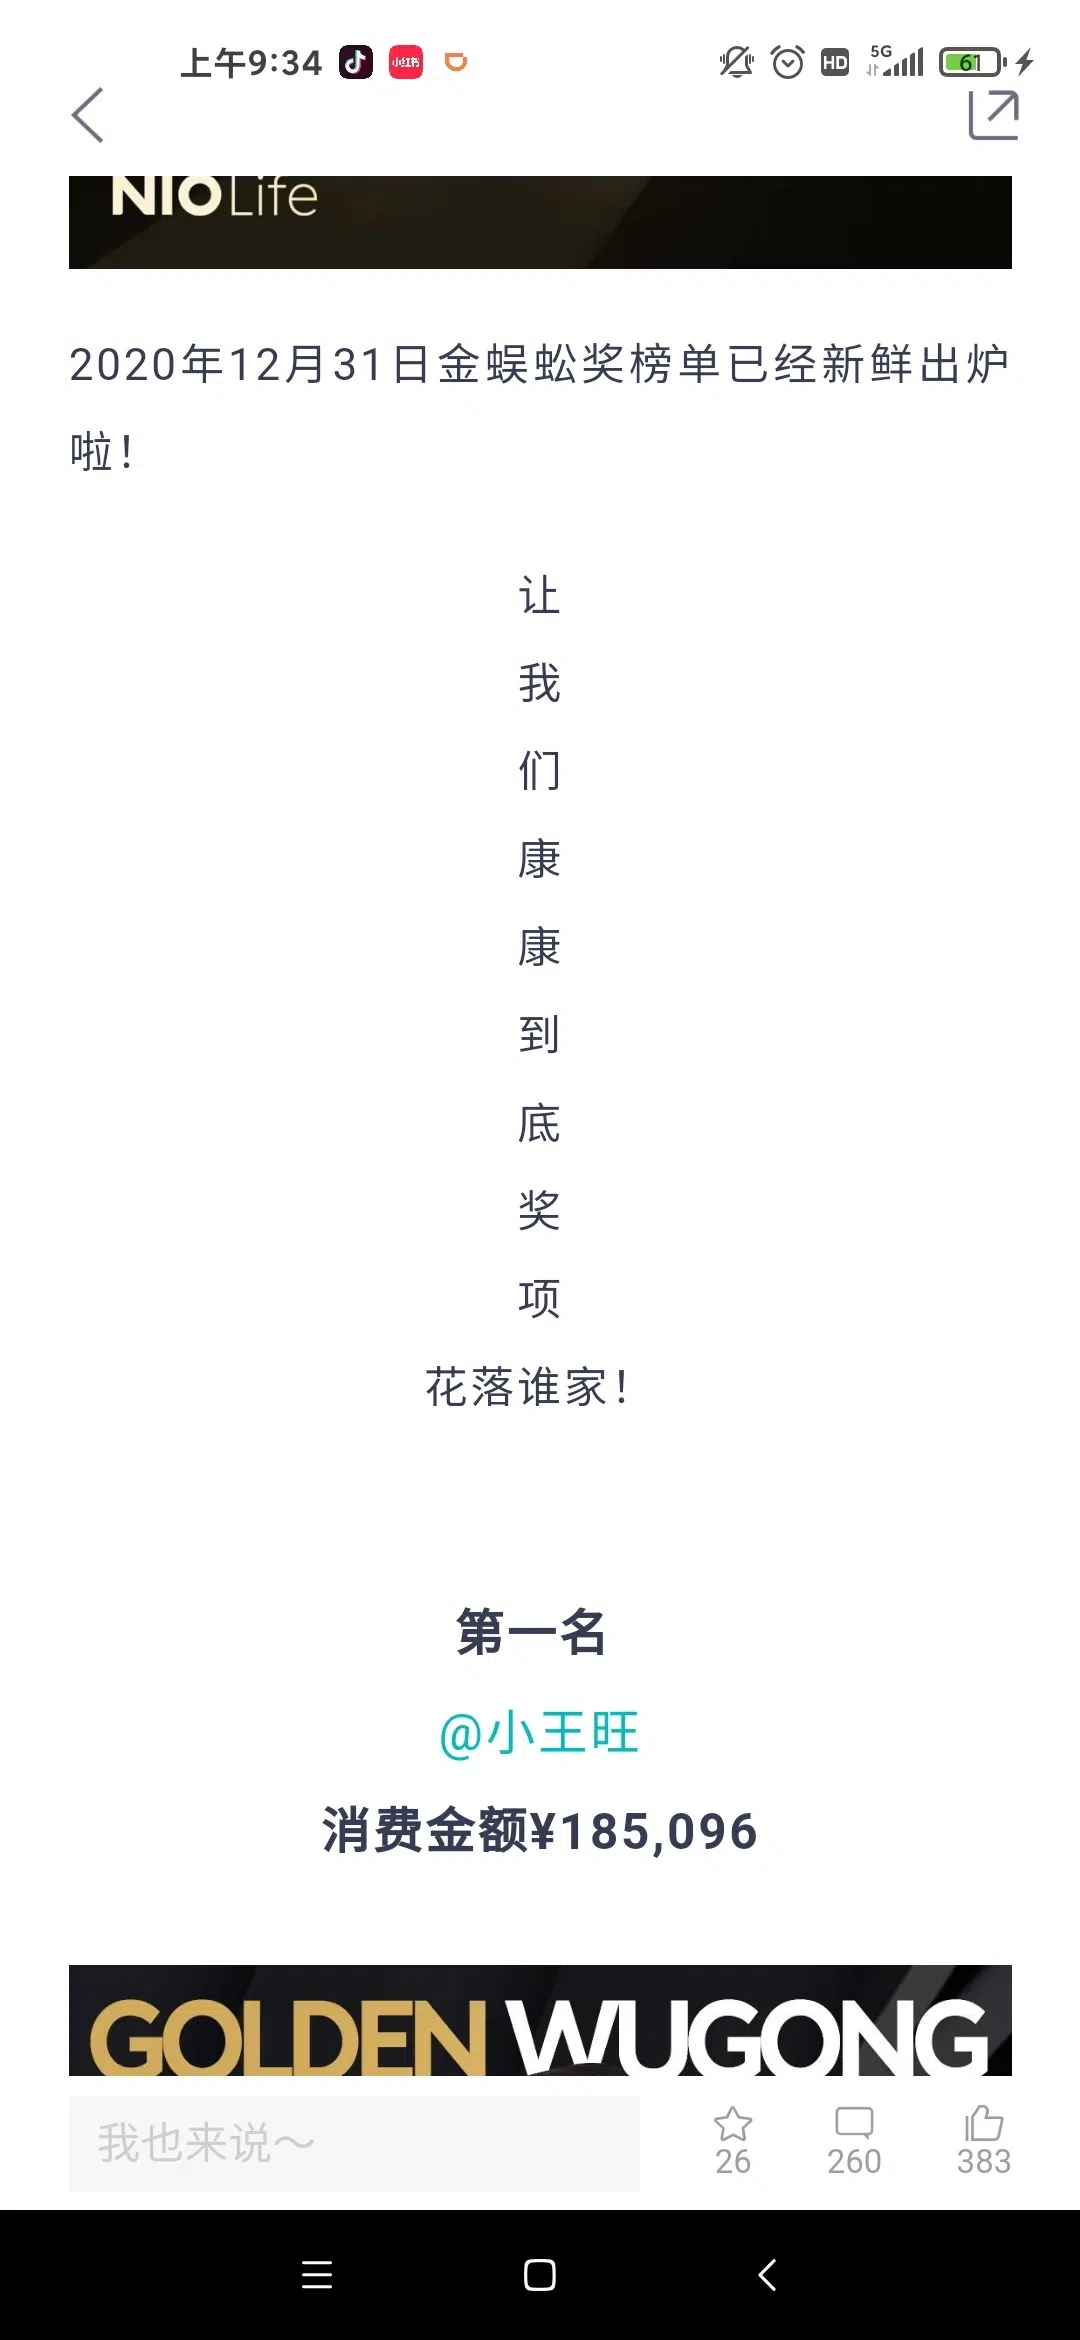 上午9:34
小红书
HD
5G
61
NIO Life
2020年12月31日金蜈蚣奖榜单已经新鲜出炉
啦！
让
我
们
康
康
到
底
奖
项
花落谁家！
第一名
@小王旺
消费金额¥185,096
GOLDEN WUGONG
我也来说～
26
260
383